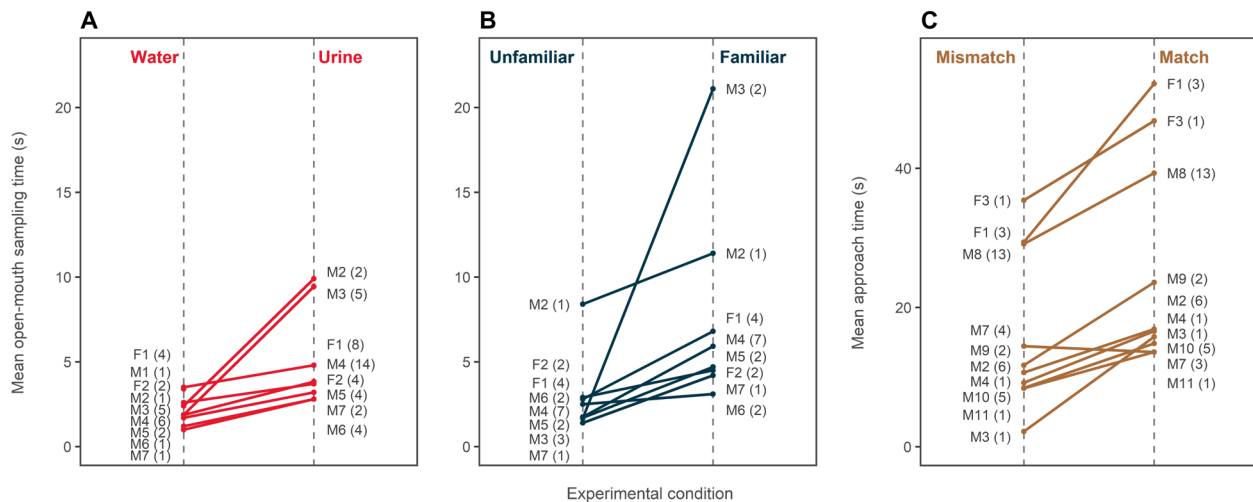 A
B
C
Water
Urine
Unfamiliar
Familiar
Mismatch
Match
Mean open-mouth sampling time (s)
20
15
10
5
0
F1 (4)
M1 (1)
F2 (2)
M2 (1)
M3 (5)
M4 (6)
M5 (2)
M6 (1)
M7 (1)
M2 (2)
M3 (5)
F1 (8)
M4 (14)
F2 (4)
M5 (4)
M7 (2)
M6 (4)
20
15
10
5
0
M2 (1)
F2 (2)
F1 (4)
M6 (2)
M4 (7)
M5 (2)
M3 (3)
M7 (1)
M3 (2)
M2 (1)
F1 (4)
M4 (7)
M5 (2)
F2 (2)
M7 (1)
M6 (2)
Mean approach time (s)
40
20
0
F3 (1)
F1 (3)
M8 (13)
M7 (4)
M9 (2)
M2 (6)
M4 (1)
M10 (5)
M11 (1)
M3 (1)
F1 (3)
F3 (1)
M8 (13)
M9 (2)
M2 (6)
M4 (1)
M3 (1)
M10 (5)
M7 (3)
M11 (1)
Experimental condition